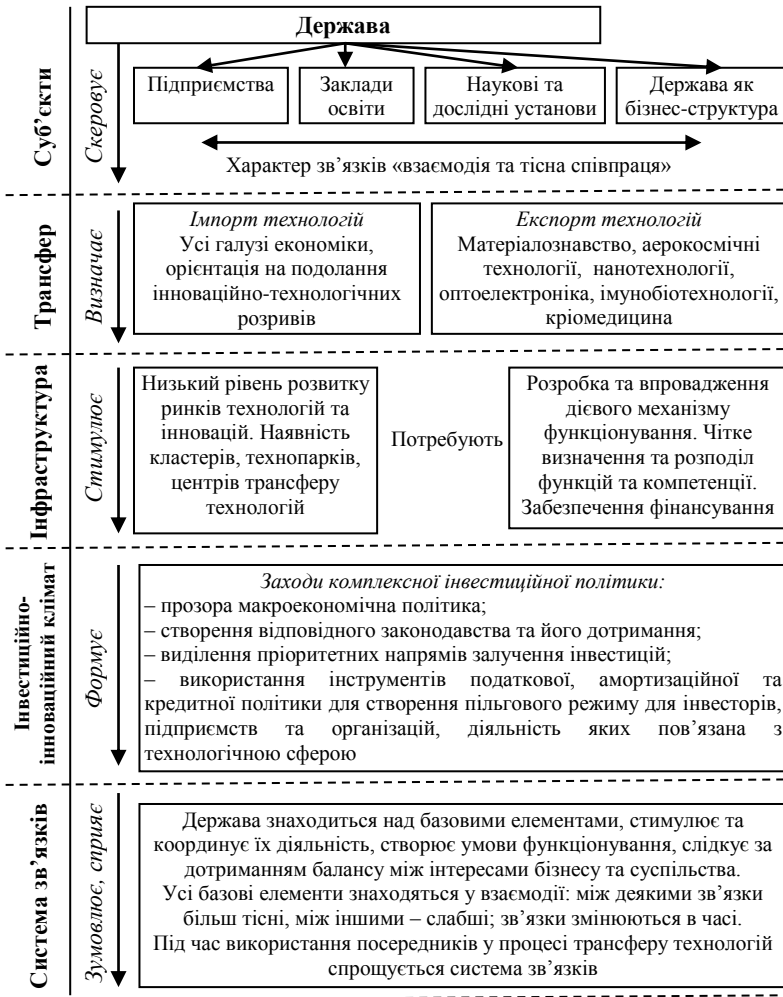 Держава
Суб’єкти
Скеровує
Підприємства
Заклади
освіти
Наукові та
дослідні установи
Держава як
бізнес-структура
Характер зв’язків «взаємодія та тісна співпраця»
Трансфер
Визначає
Імпорт технологій
Усі галузі економіки,
орієнтація на подолання
інноваційно-технологічних
розривів
Експорт технологій
Матеріалознавство, аерокосмічні
технології, нанотехнології,
оптоелектроніка, імунобіотехнології,
кріомедицина
Інфраструктура
Стимулює
Низький рівень розвитку
ринків технологій та
інновацій. Наявність
кластерів, технопарків,
центрів трансферу
технологій
Потребують
Розробка та впровадження
дієвого механізму
функціонування. Чітке
визначення та розподіл
функцій та компетенції.
Забезпечення фінансування
Інвестиційно-
інноваційний клімат
Формує
Заходи комплексної інвестиційної політики:
– прозора макроекономічна політика;
– створення відповідного законодавства та його дотримання;
– виділення пріоритетних напрямів залучення інвестицій;
– використання інструментів податкової, амортизаційної та
кредитної політики для створення пільгового режиму для інвесторів,
підприємств та організацій, діяльність яких пов’язана з
технологічною сферою
Система зв’язків
Зумовлює, сприяє
Держава знаходиться над базовими елементами, стимулює та
координує їх діяльність, створює умови функціонування, слідкує за
дотриманням балансу між інтересами бізнесу та суспільства.
Усі базові елементи знаходяться у взаємодії: між деякими зв’язки
більш тісні, між іншими – слабші; зв’язки змінюються в часі.
Під час використання посередників у процесі трансферу технологій
спрощується система зв’язків